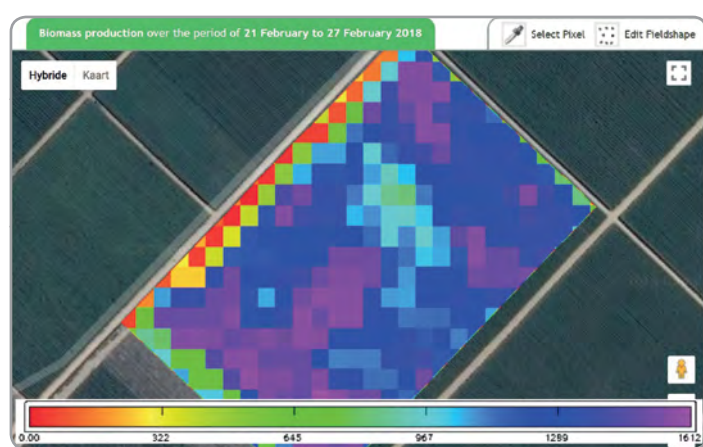 Biomass production over the period of 21 February to 27 February 2018
Select Pixel
Edit Fieldshape
Hybride
Kaart
0.00 322 645 967 1289 1612